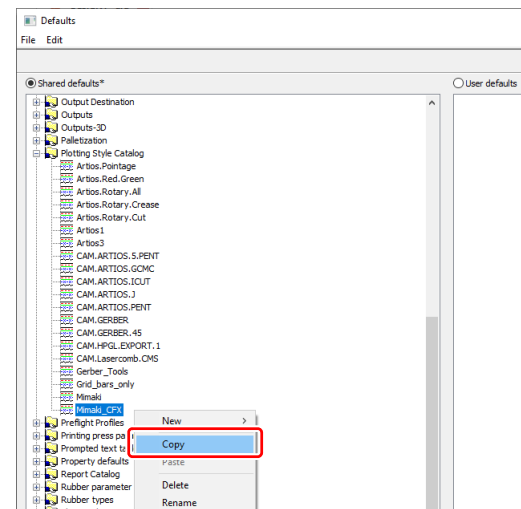 Defaults
File Edit
Shared defaults*
User defaults
Output Destination
Outputs
Outputs-3D
Palletization
Plotting Style Catalog
Artios.Pointage
Artios.Red.Green
Artios.Rotary.All
Artios.Rotary.Crease
Artios.Rotary.Cut
Artios1
Artios3
CAM.ARTIOS.5.PENT
CAM.ARTIOS.GCMC
CAM.ARTIOS.ICUT
CAM.ARTIOS.J
CAM.ARTIOS.PENT
CAM.GERBER
CAM.GERBER.45
CAM.HPGL.EXPORT.1
CAM.Lasercomb.CMS
Gerber_Tools
Grid_bars_only
Mimaki
Mimaki_CFX
Preflight Profiles
Printing press pa
Prompted text ta
Property defaults
Report Catalog
Rubber parameter
Rubber types
New
Copy
Paste
Delete
Rename